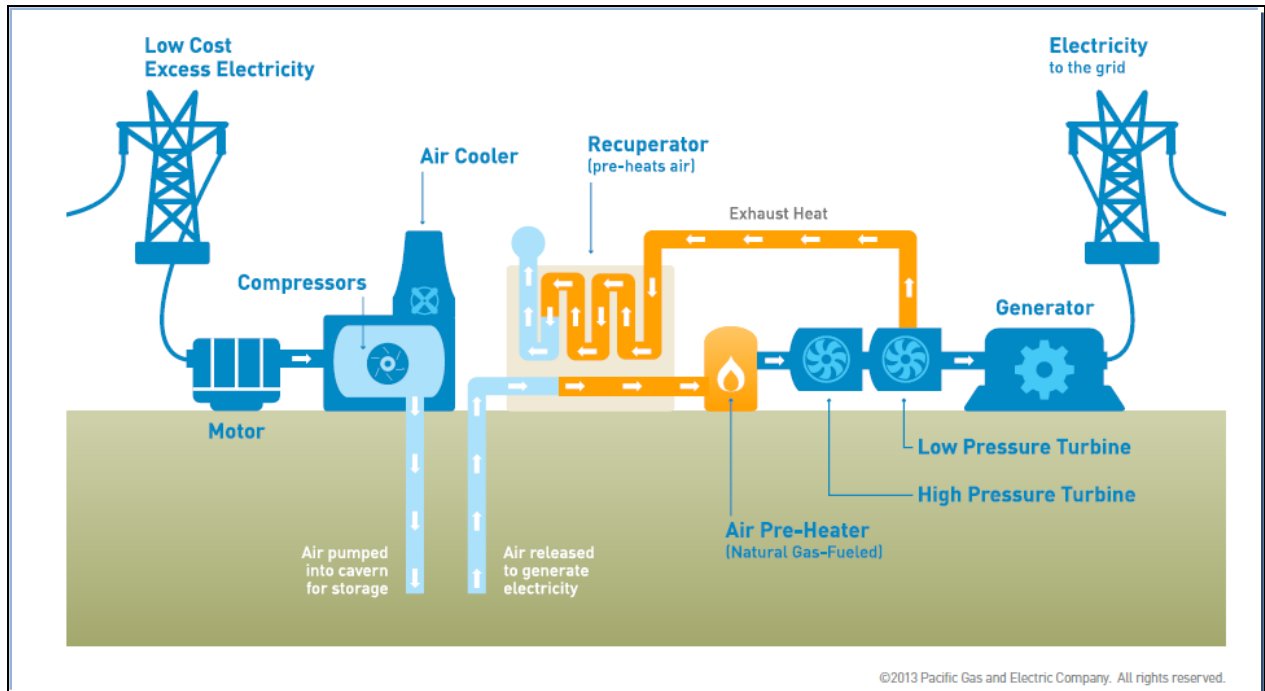 Low Cost
Excess Electricity
Electricity
to the grid
Air Cooler
Recuperator
(pre-heats air)
Exhaust Heat
Compressors
Generator
Motor
Low Pressure Turbine
High Pressure Turbine
Air Pre-Heater
(Natural Gas-Fueled)
Air pumped
into cavern
for storage
Air released
to generate
electricity
©2013 Pacific Gas and Electric Company. All rights reserved.